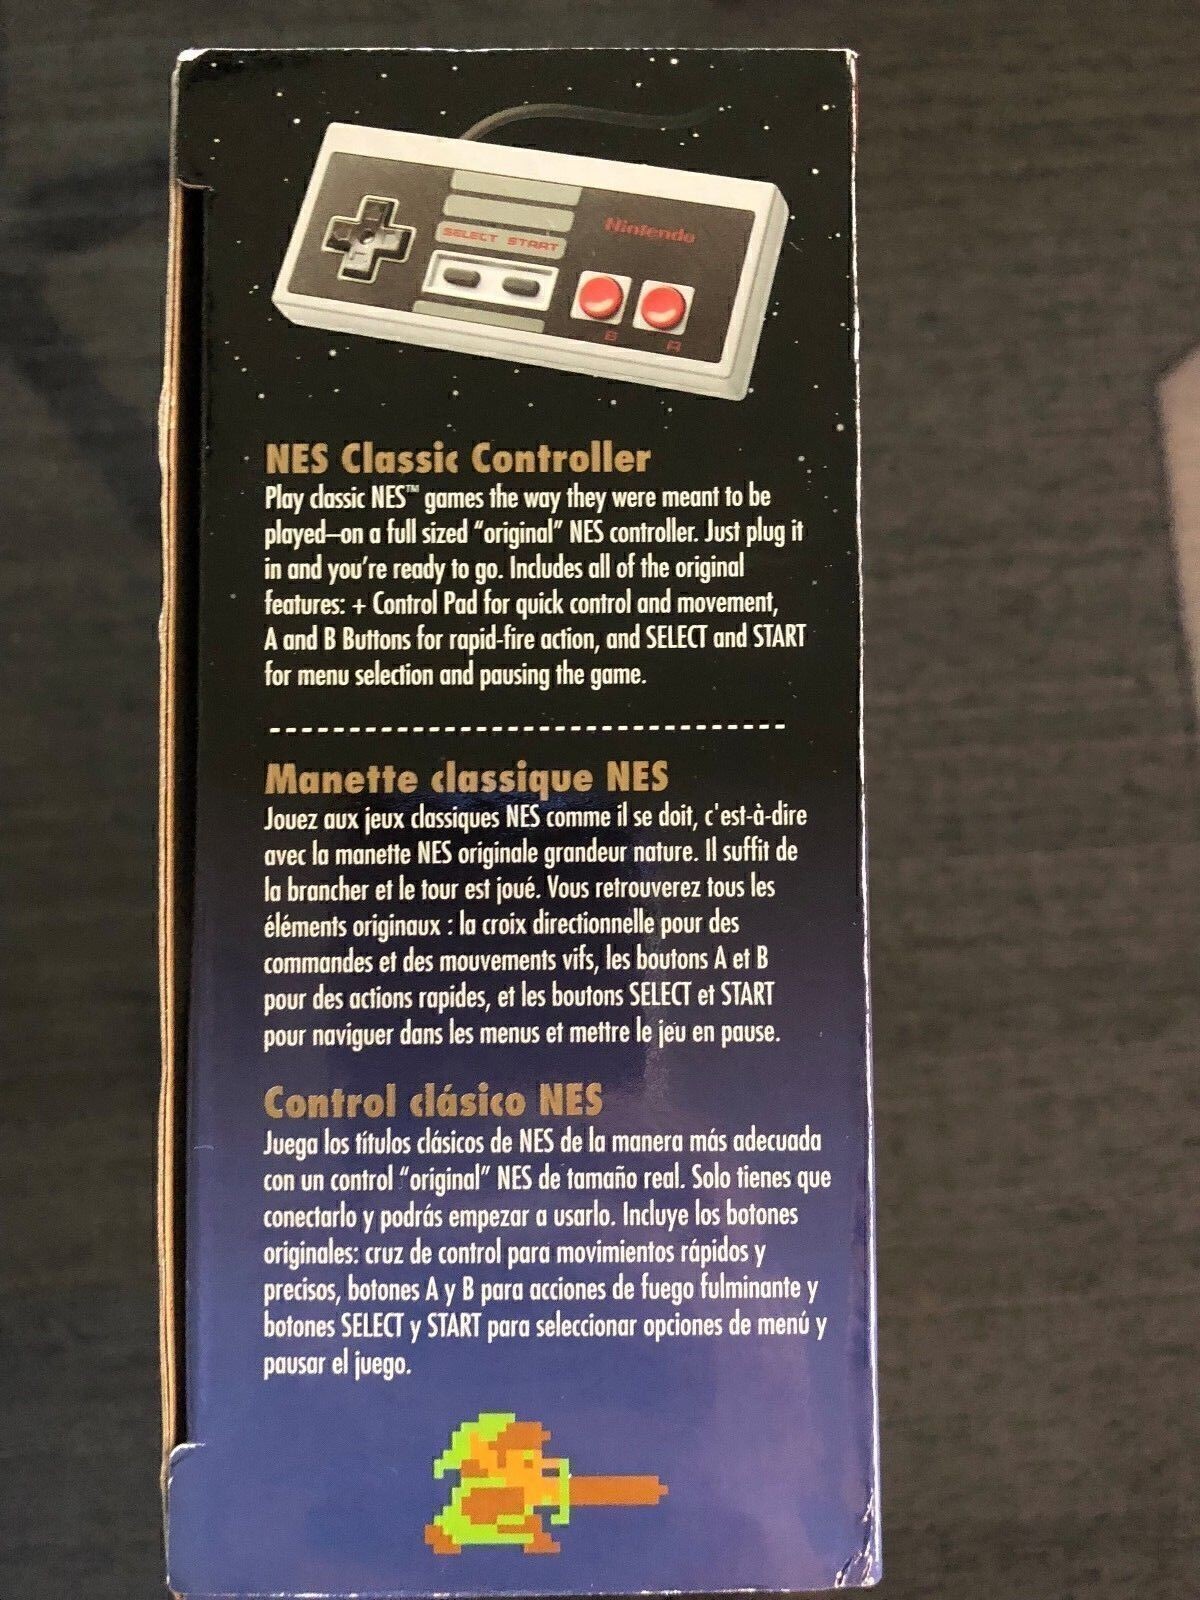 Nintendo
SELECT START
B A
NES Classic Controller
Play classic NES™ games the way they were meant to be
played—on a full sized “original” NES controller. Just plug it
in and you’re ready to go. Includes all of the original
features: + Control Pad for quick control and movement,
A and B Buttons for rapid-fire action, and SELECT and START
for menu selection and pausing the game.
Manette classique NES
Jouez aux jeux classiques NES comme il se doit, c'est-à-dire
avec la manette NES originale grandeur nature. Il suffit de
la brancher et le tour est joué. Vous retrouverez tous les
éléments originaux : la croix directionnelle pour des
commandes et des mouvements vifs, les boutons A et B
pour des actions rapides, et les boutons SELECT et START
pour naviguer dans les menus et mettre le jeu en pause.
Control clásico NES
Juega los títulos clásicos de NES de la manera más adecuada
con un control “original” NES de tamaño real. Solo tienes que
conectarlo y podrás empezar a usarlo. Incluye los botones
originales: cruz de control para movimientos rápidos y
precisos, botones A y B para acciones de fuego fulminante y
botones SELECT y START para seleccionar opciones de menú y
pausar el juego.